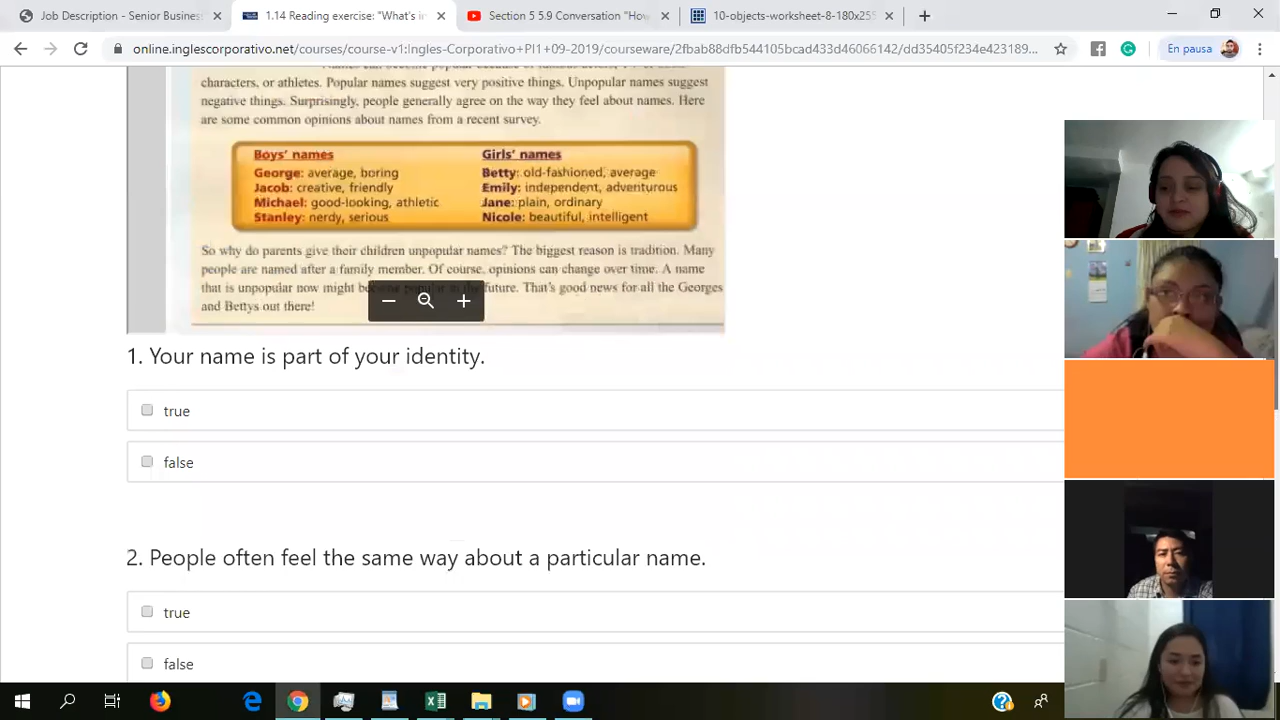 Job Description - Senior Business
1.14 Reading exercise: "What's in
Section 5 5.9 Conversation "How
10-objects-worksheet-8-180x255
online.inglescorporativo.net/courses/course-v1:Ingles-Corporativo+PI1+09-2019/courseware/2fbab88dfb544105bcad433d46066142/dd35405f234e423189...
En pausa
characters, or athletes. Popular names suggest very positive things. Unpopular names suggest
negative things. Surprisingly, people generally agree on the way they feel about names. Here
are some common opinions about names from a recent survey.
Boys' names
George: average, boring
Jacob: creative, friendly
Michael: good-looking, athletic
Stanley: nerdy, serious
Girls' names
Betty: old-fashioned, average
Emily: independent, adventurous
Jane: plain, ordinary
Nicole: beautiful, intelligent
So why do parents give their children unpopular names? The biggest reason is tradition. Many
people are named after a family member. Of course, opinions can change over time. A name
that is unpopular now might future. That's good news for all the Georges
and Bettys out there!
1. Your name is part of your identity.
true
false
2. People often feel the same way about a particular name.
true
false